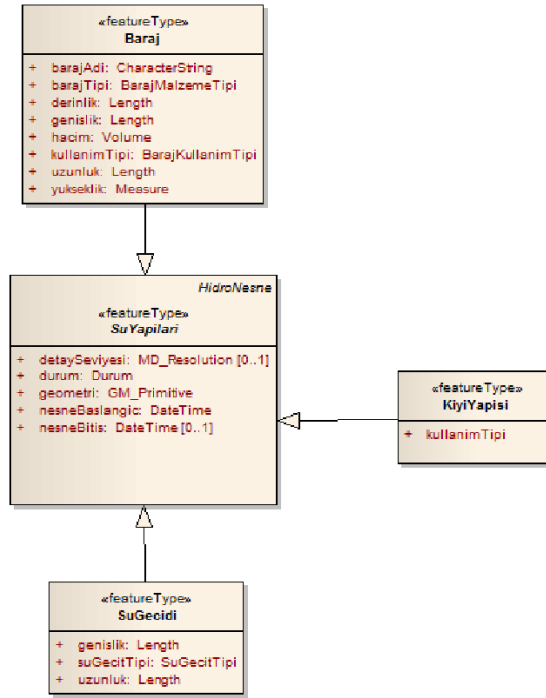 «featureType»
Baraj
+ barajAdi: CharacterString
+ barajTipi: BarajMalzemeTipi
+ derinlik: Length
+ genislik: Length
+ hacim: Volume
+ kullanimTipi: BarajKullanimTipi
+ uzunluk: Length
+ yukseklik: Measure
HidroNesne
«featureType»
SuYapilari
+ detaySeviyesi: MD_Resolution [0..1]
+ durum: Durum
+ geometri: GM_Primitive
+ nesneBaslangic: DateTime
+ nesneBitis: DateTime [0..1]
«featureType»
KiyiYapisi
+ kullanimTipi
«featureType»
SuGecidi
+ genislik: Length
+ suGecitTipi: SuGecitTipi
+ uzunluk: Length